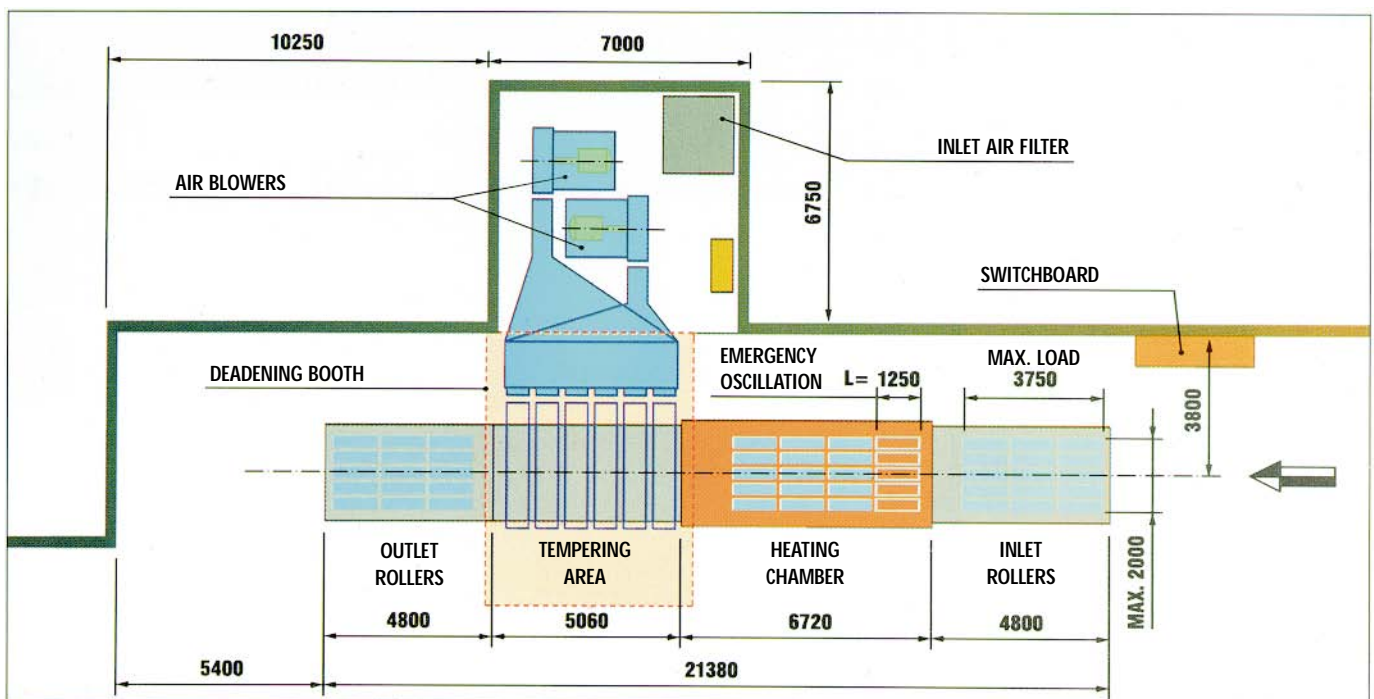 10250
7000
INLET AIR FILTER
AIR BLOWERS
6750
SWITCHBOARD
DEADENING BOOTH
EMERGENCY
OSCILLATION
L= 1250
MAX. LOAD
3750
3800
OUTLET
ROLLERS
TEMPERING
AREA
HEATING
CHAMBER
INLET
ROLLERS
MAX. 2000
4800
5060
6720
4800
5400
21380